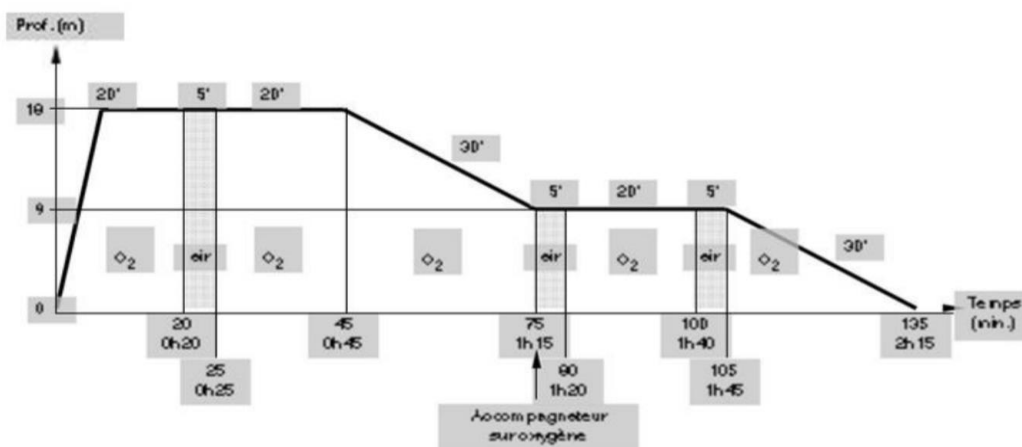 Prof.(m)
20' 5' 20'
18
30'
5' 20' 5'
9
O2 air O2 O2 air O2 air O2
30'
0
Temps
(min.)
20 45 75 100 135
0h20 0h45 1h15 1h40 2h15
25 80 105
0h25 1h20 1h45
Accompagneteur
sur oxygène